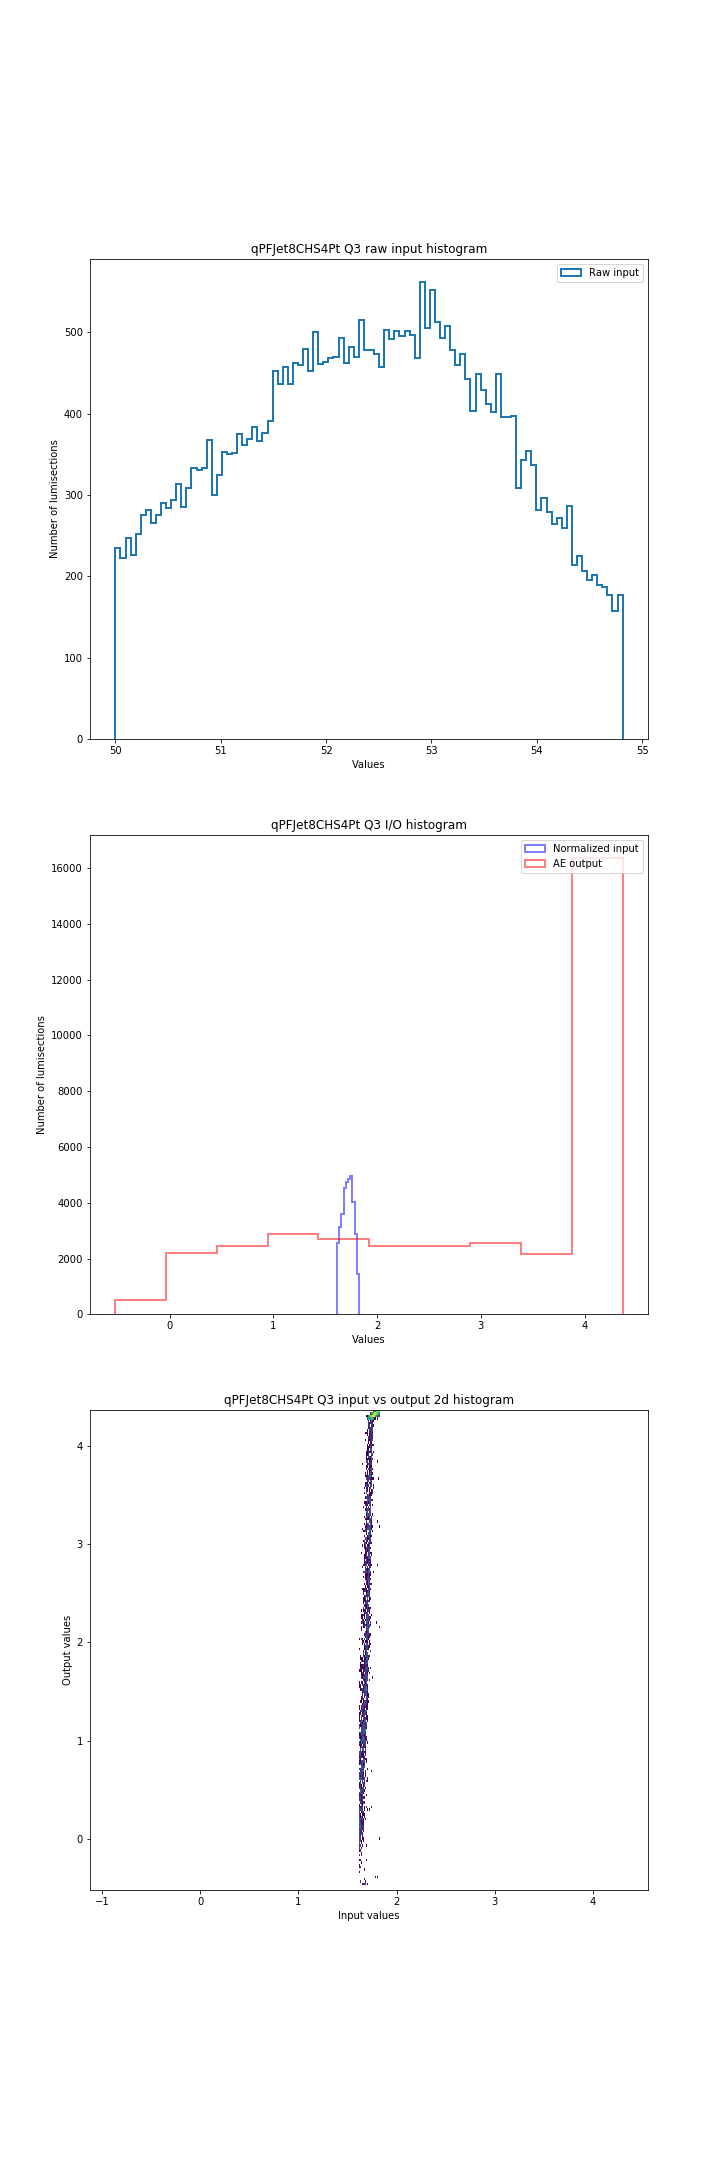 qPFJet8CHS4Pt Q3 raw input histogram
Raw input
500
400
300
200
100
0
Number of lumisections
50 51 52 53 54 55
Values
qPFJet8CHS4Pt Q3 I/O histogram
Normalized input
AE output
16000
14000
12000
10000
8000
6000
4000
2000
0
Number of lumisections
0 1 2 3 4
Values
qPFJet8CHS4Pt Q3 input vs output 2d histogram
4
3
2
1
0
Output values
−1 0 1 2 3 4
Input values